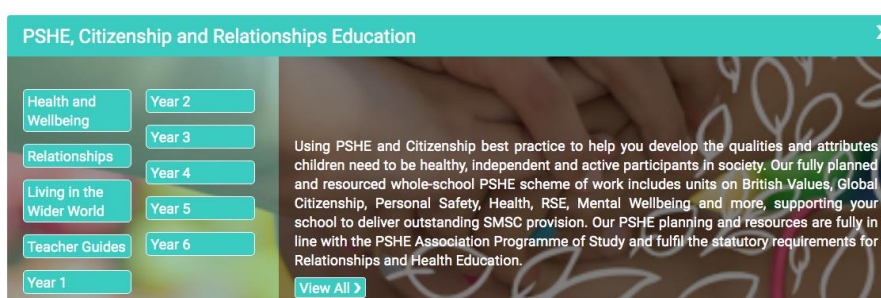 PSHE, Citizenship and Relationships Education
Health and
Wellbeing
Relationships
Living in the
Wider World
Teacher Guides
Year 1
Year 2
Year 3
Year 4
Year 5
Year 6
Using PSHE and Citizenship best practice to help you develop the qualities and attributes
children need to be healthy, independent and active participants in society. Our fully planned
and resourced whole-school PSHE scheme of work includes units on British Values, Global
Citizenship, Personal Safety, Health, RSE, Mental Wellbeing and more, supporting your
school to deliver outstanding SMSC provision. Our PSHE planning and resources are fully in
line with the PSHE Association Programme of Study and fulfil the statutory requirements for
Relationships and Health Education.
View All ❯